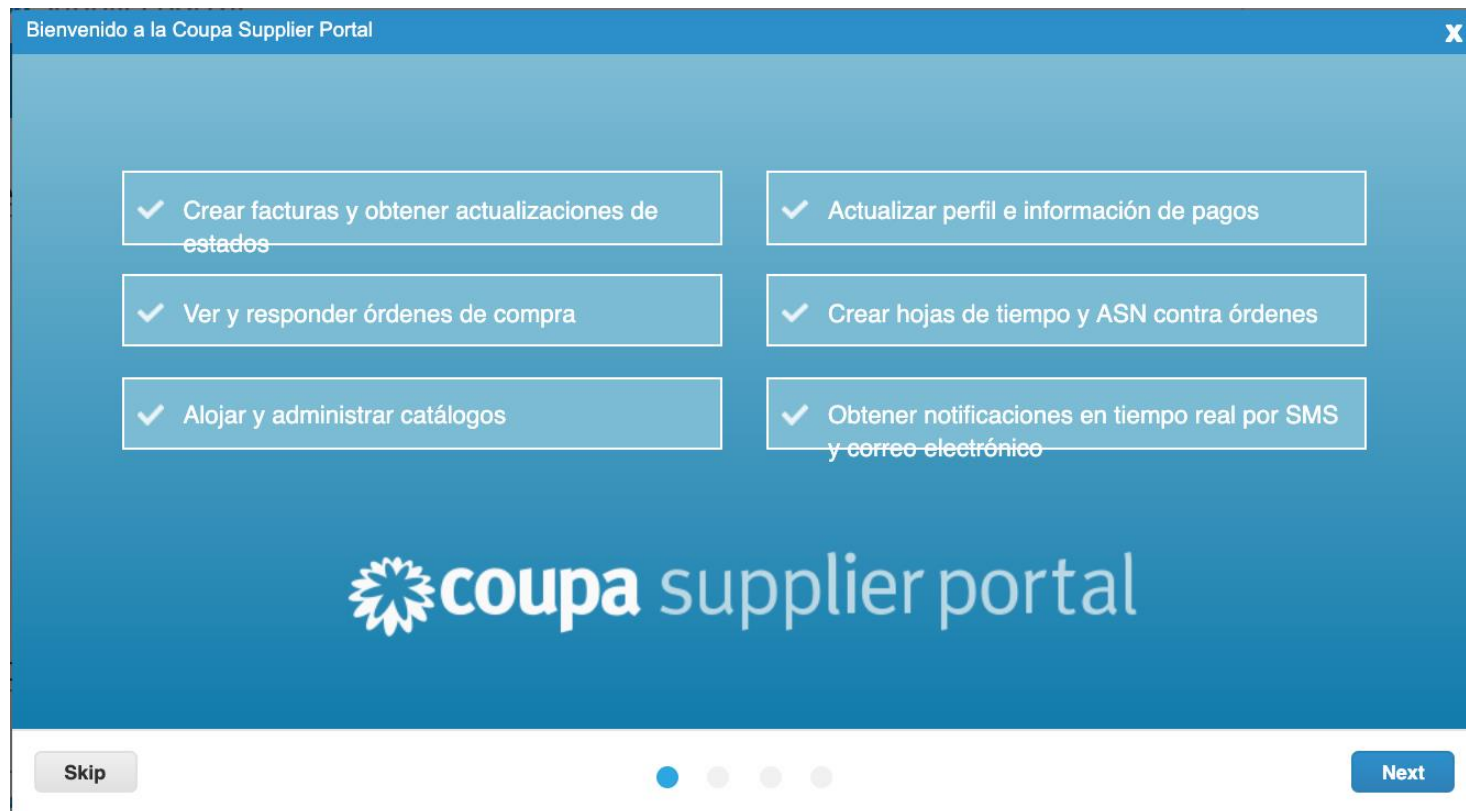 Bienvenido a la Coupa Supplier Portal
X
Crear facturas y obtener actualizaciones de
estados
Actualizar perfil e información de pagos
Ver y responder órdenes de compra
Crear hojas de tiempo y ASN contra órdenes
Alojar y administrar catálogos
Obtener notificaciones en tiempo real por SMS
y correo electrónico
coupa supplier portal
Skip
Next